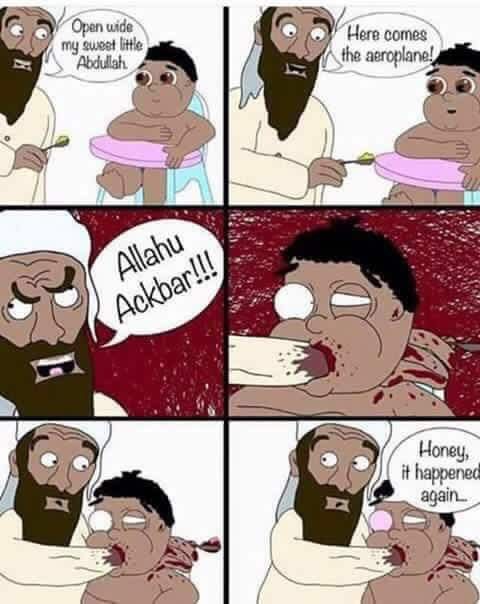 Open wide
my sweet little
Abdullah.
Here comes
the aeroplane!
Allahu
Ackbar!!!
Honey,
it happened
again...